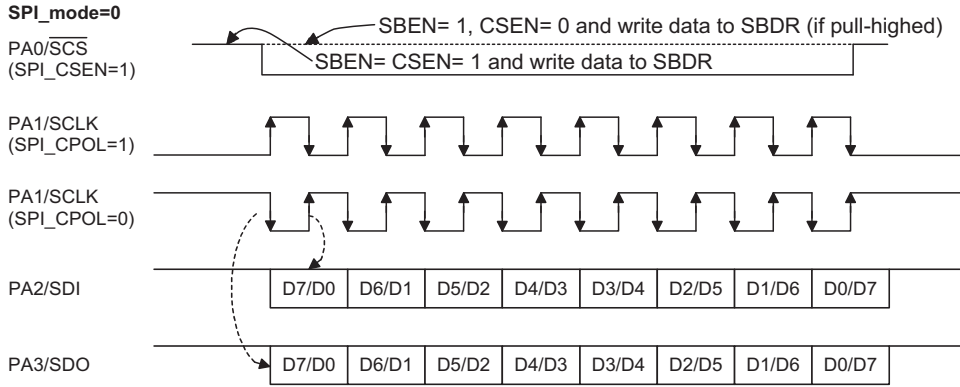 SPI_mode=0
SBEN= 1, CSEN= 0 and write data to SBDR (if pull-highed)
PA0/SCS
(SPI_CSEN=1)
SBEN= CSEN= 1 and write data to SBDR
PA1/SCLK
(SPI_CPOL=1)
PA1/SCLK
(SPI_CPOL=0)
PA2/SDI D7/D0 D6/D1 D5/D2 D4/D3 D3/D4 D2/D5 D1/D6 D0/D7
PA3/SDO D7/D0 D6/D1 D5/D2 D4/D3 D3/D4 D2/D5 D1/D6 D0/D7